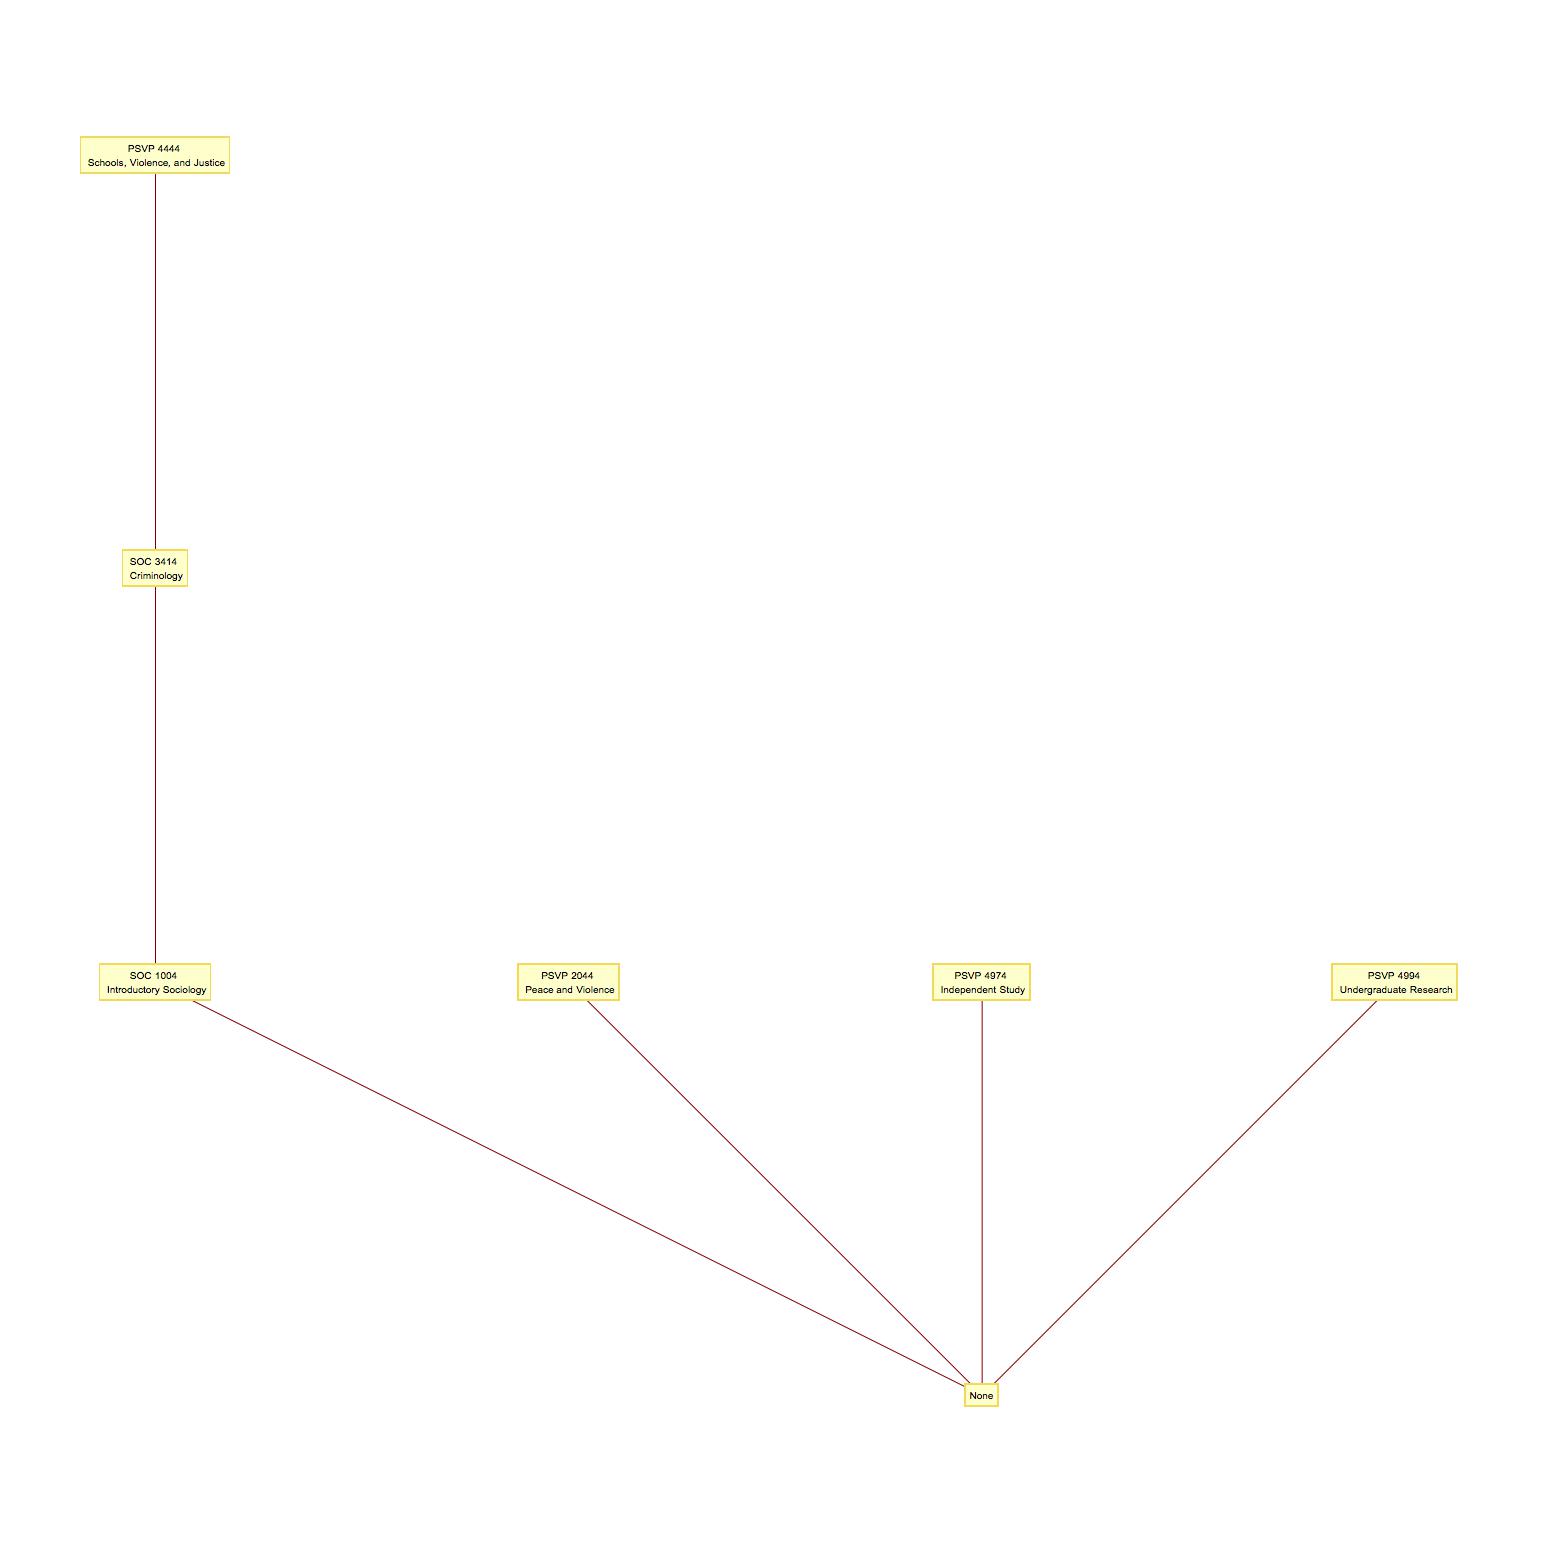 PSVP 4444
Schools, Violence, and Justice
SOC 3414
Criminology
SOC 1004
Introductory Sociology
PSVP 2044
Peace and Violence
PSVP 4974
Independent Study
PSVP 4994
Undergraduate Research
None